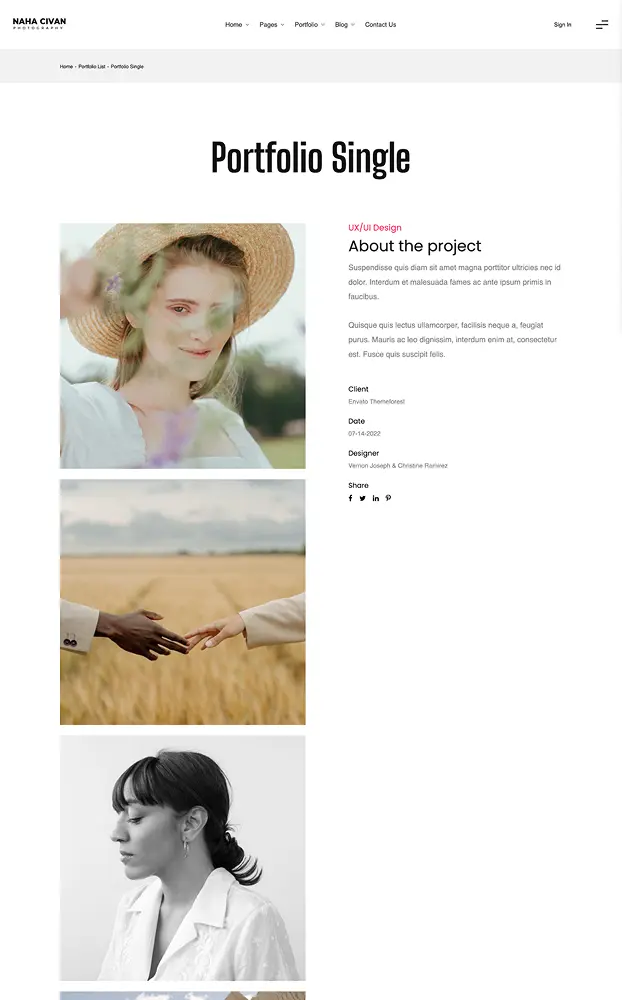 NAHA CIVAN
PHOTOGRAPHY
Home Pages Portfolio Blog Contact Us
Sign In
Home - Portfolio List - Portfolio Single
Portfolio Single
UX/UI Design
About the project
Suspendisse quis diam sit amet magna porttitor ultricies nec id
dolor. Interdum et malesuada fames ac ante ipsum primis in
faucibus.
Quisque quis lectus ullamcorper, facilisis neque a, feugiat
purus. Mauris ac leo dignissim, interdum enim at, consectetur
est. Fusce quis suscipit felis.
Client
Envato Themeforest
Date
07-14-2022
Designer
Vernon Joseph & Christine Ramirez
Share